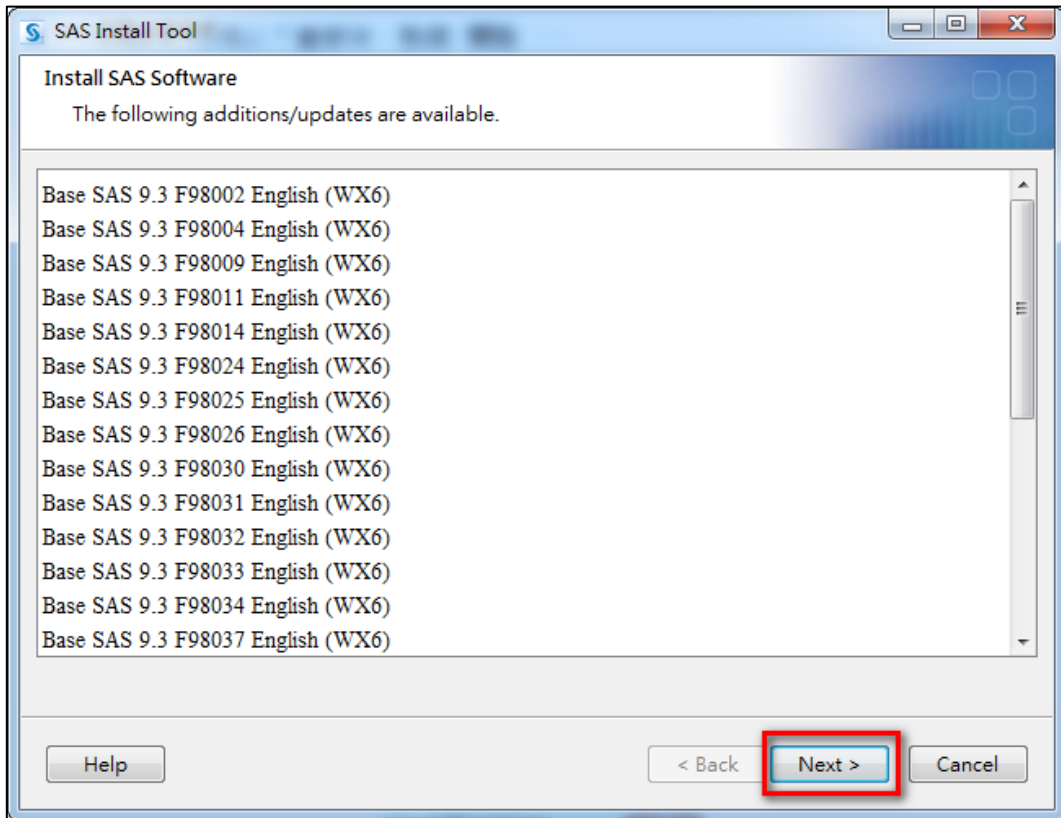 SAS Install Tool
Install SAS Software
The following additions/updates are available.
Base SAS 9.3 F98002 English (WX6)
Base SAS 9.3 F98004 English (WX6)
Base SAS 9.3 F98009 English (WX6)
Base SAS 9.3 F98011 English (WX6)
Base SAS 9.3 F98014 English (WX6)
Base SAS 9.3 F98024 English (WX6)
Base SAS 9.3 F98025 English (WX6)
Base SAS 9.3 F98026 English (WX6)
Base SAS 9.3 F98030 English (WX6)
Base SAS 9.3 F98031 English (WX6)
Base SAS 9.3 F98032 English (WX6)
Base SAS 9.3 F98033 English (WX6)
Base SAS 9.3 F98034 English (WX6)
Base SAS 9.3 F98037 English (WX6)
Help < Back Next > Cancel